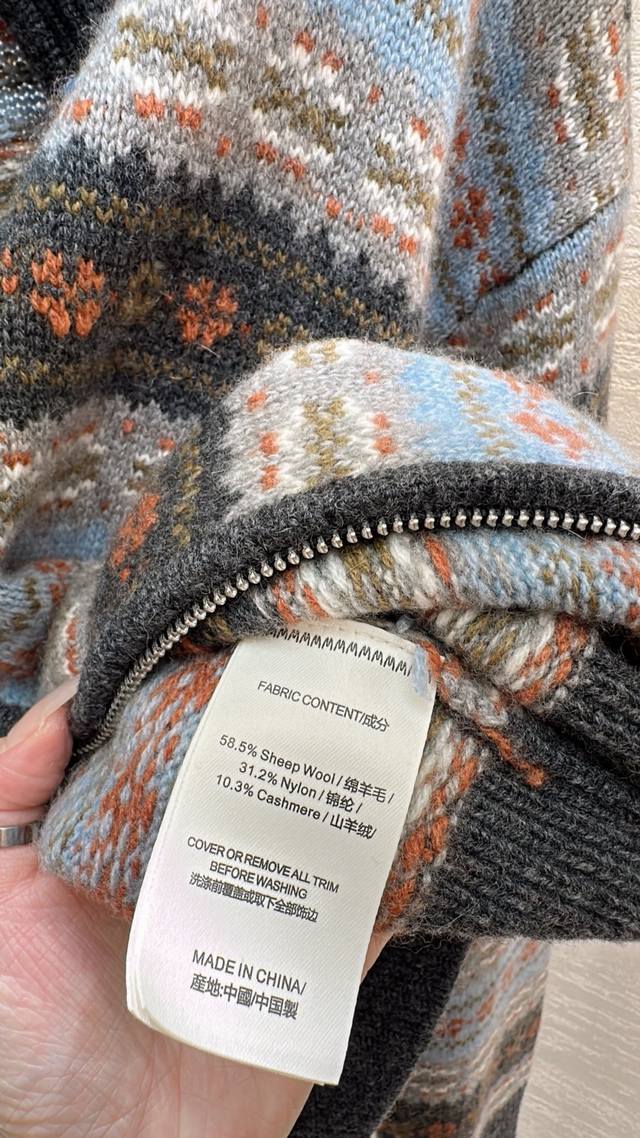 FABRIC CONTENT/成分
58.5% Sheep Wool / 绵羊毛 /
31.2% Nylon / 锦纶 /
10.3% Cashmere / 山羊绒/
COVER OR REMOVE ALL TRIM
BEFORE WASHING
洗涤前覆盖或取下全部饰边
MADE IN CHINA/
産地:中國/中国製